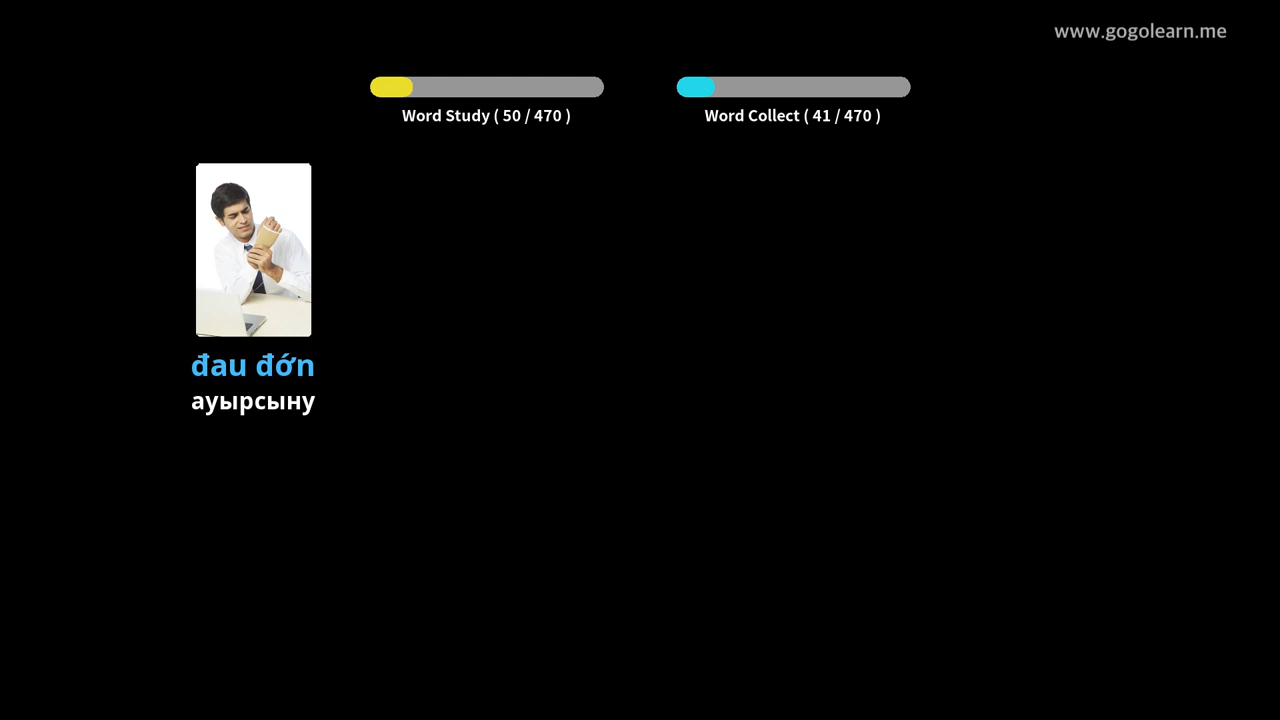 www.gogolearn.me
Word Study ( 50 / 470 )
Word Collect ( 41 / 470 )
đau đớn
ауырсыну